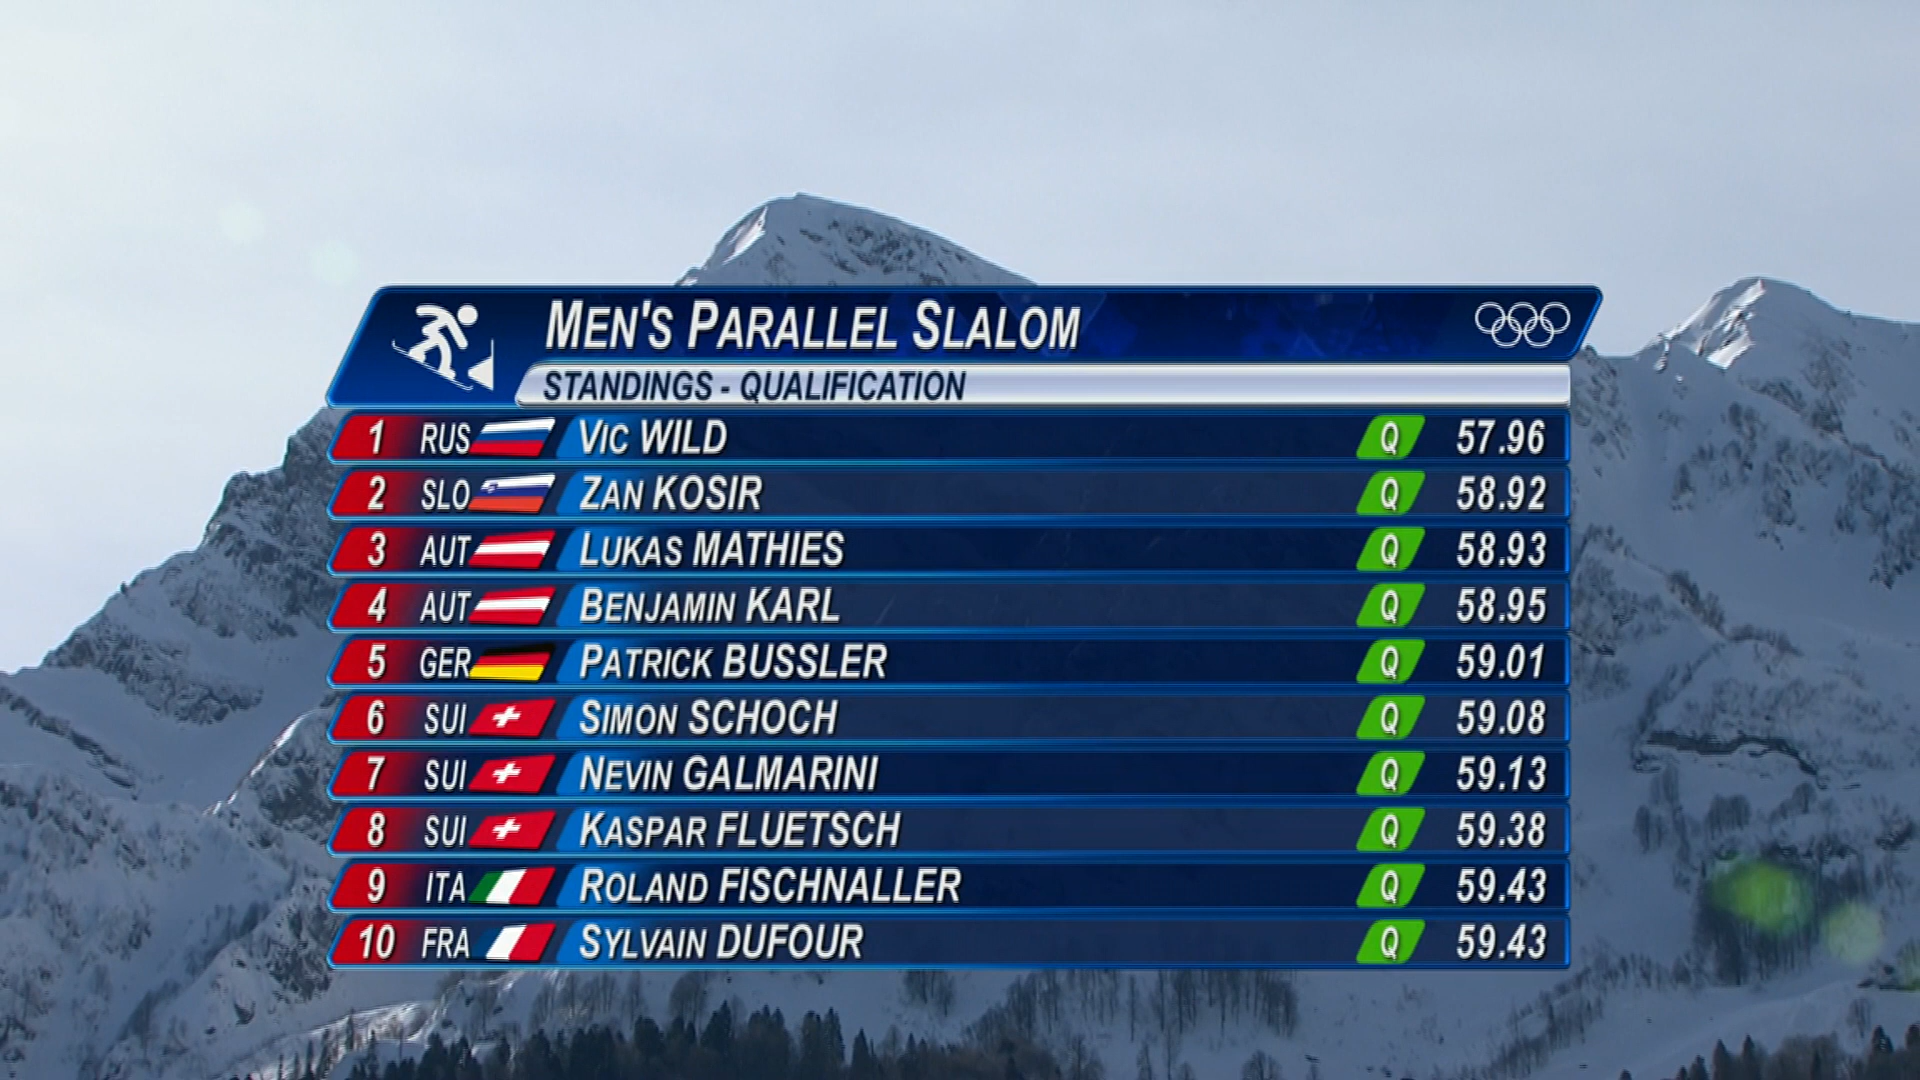 MEN'S PARALLEL SLALOM
STANDINGS - QUALIFICATION
1 RUS VIC WILD Q 57.96
2 SLO ZAN KOSIR Q 58.92
3 AUT LUKAS MATHIES Q 58.93
4 AUT BENJAMIN KARL Q 58.95
5 GER PATRICK BUSSLER Q 59.01
6 SUI SIMON SCHOCH Q 59.08
7 SUI NEVIN GALMARINI Q 59.13
8 SUI KASPAR FLUETSCH Q 59.38
9 ITA ROLAND FISCHNALLER Q 59.43
10 FRA SYLVAIN DUFOUR Q 59.43